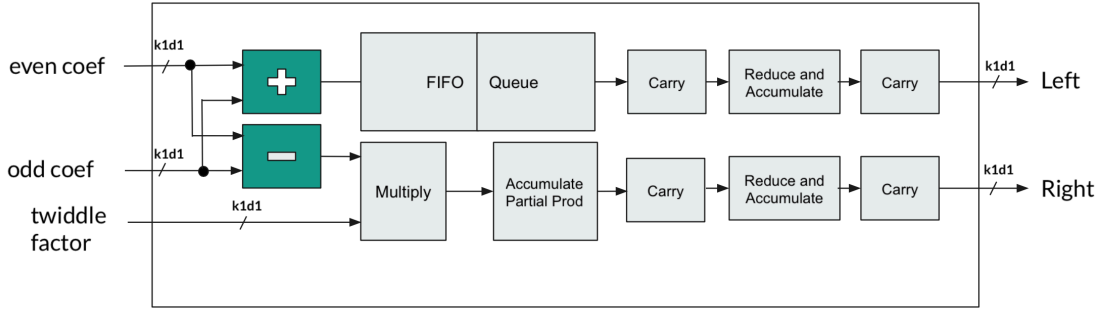 even coef
k1d1
+
FIFO
Queue
Carry
Reduce and
Accumulate
Carry
k1d1
Left
odd coef
k1d1
−
twiddle
factor
k1d1
Multiply
Accumulate
Partial Prod
Carry
Reduce and
Accumulate
Carry
k1d1
Right